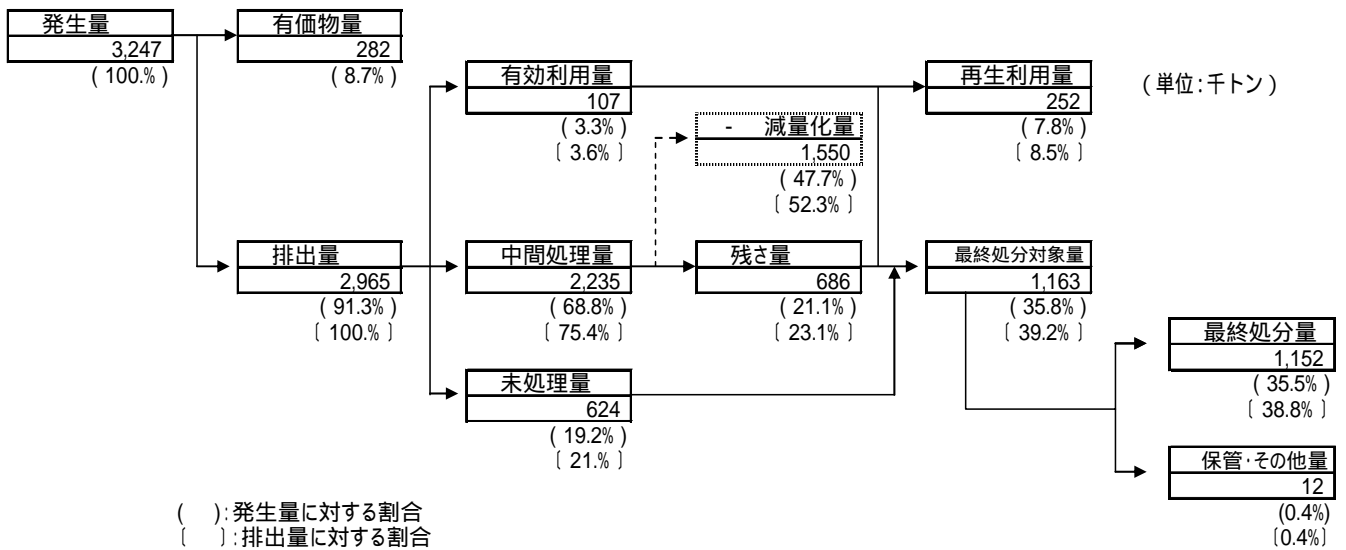 発生量
3,247
( 100.% )
有価物量
282
( 8.7% )
有効利用量
107
( 3.3% )
〔 3.6% 〕
再生利用量
252
( 7.8% )
〔 8.5% 〕
( 単位:千トン )
- 減量化量
1,550
( 47.7% )
〔 52.3% 〕
排出量
2,965
( 91.3% )
〔 100.% 〕
中間処理量
2,235
( 68.8% )
〔 75.4% 〕
残さ量
686
( 21.1% )
〔 23.1% 〕
最終処分対象量
1,163
( 35.8% )
〔 39.2% 〕
未処理量
624
( 19.2% )
〔 21.% 〕
最終処分量
1,152
( 35.5% )
〔 38.8% 〕
保管・その他量
12
(0.4%)
〔0.4%〕
( ):発生量に対する割合
〔 〕:排出量に対する割合